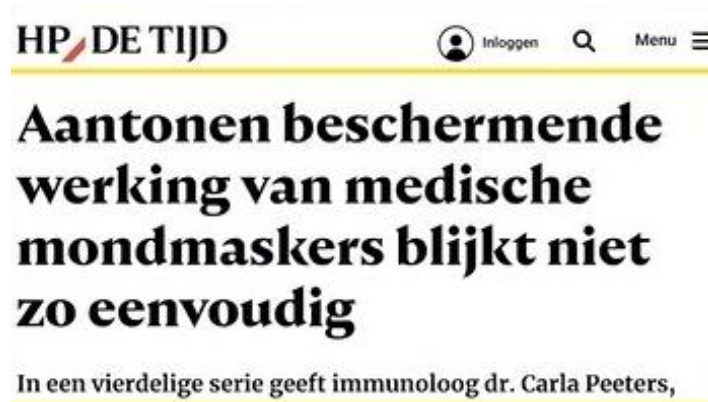 HP/DE TIJD
Inloggen
Menu
Aantonen beschermende
werking van medische
mondmaskers blijkt niet
zo eenvoudig
In een vierdelige serie geeft immunoloog dr. Carla Peeters,